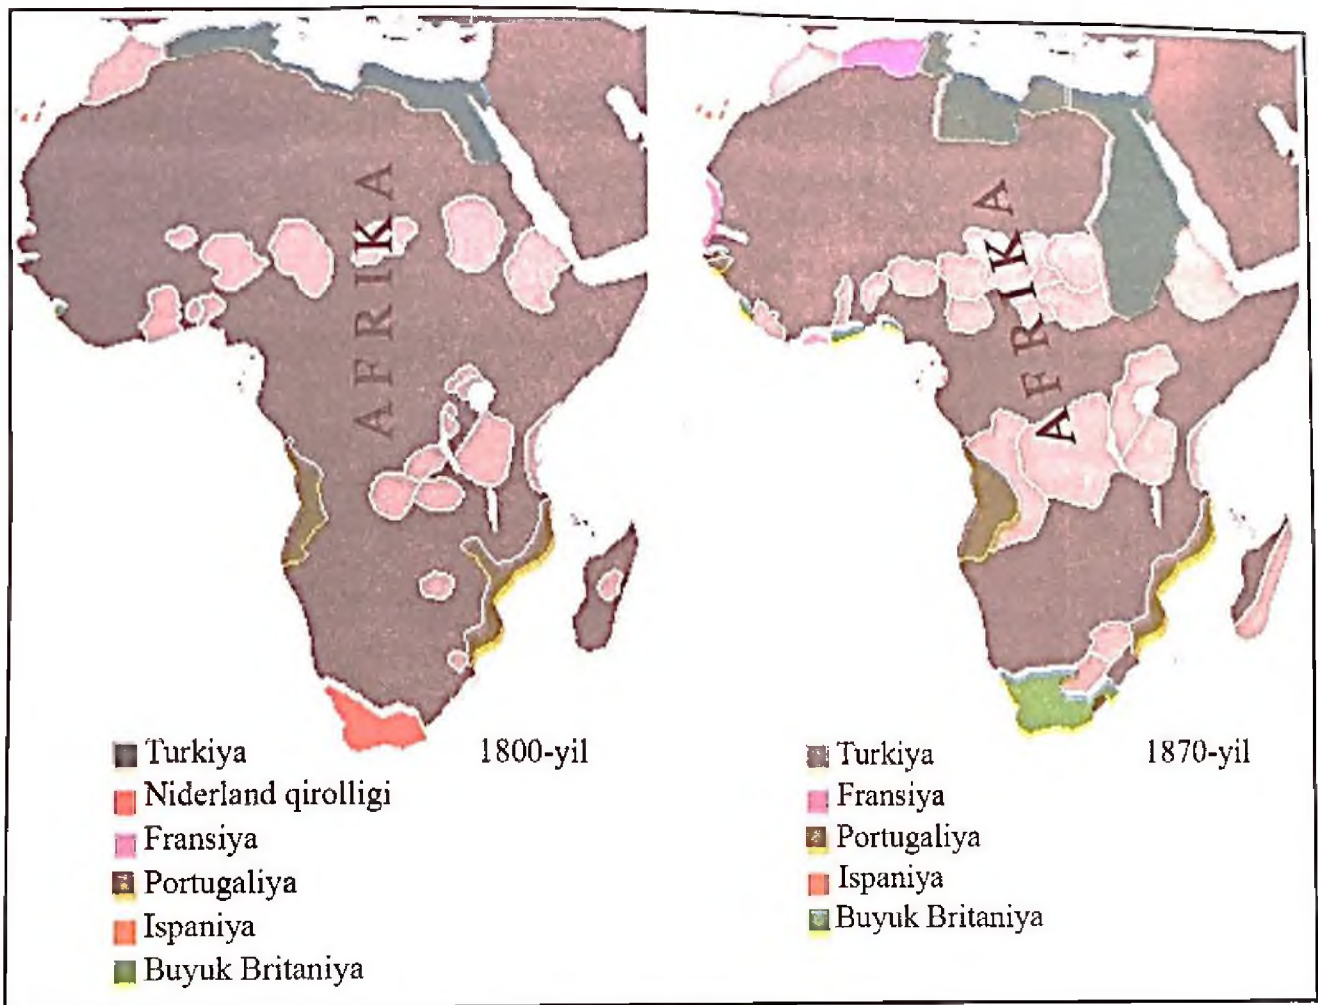 AFRIKA
Turkiya
1800-yil
Niderland qirolligi
Fransiya
Portugaliya
Ispaniya
Buyuk Britaniya
AFRIKA
Turkiya
1870-yil
Fransiya
Portugaliya
Ispaniya
Buyuk Britaniya